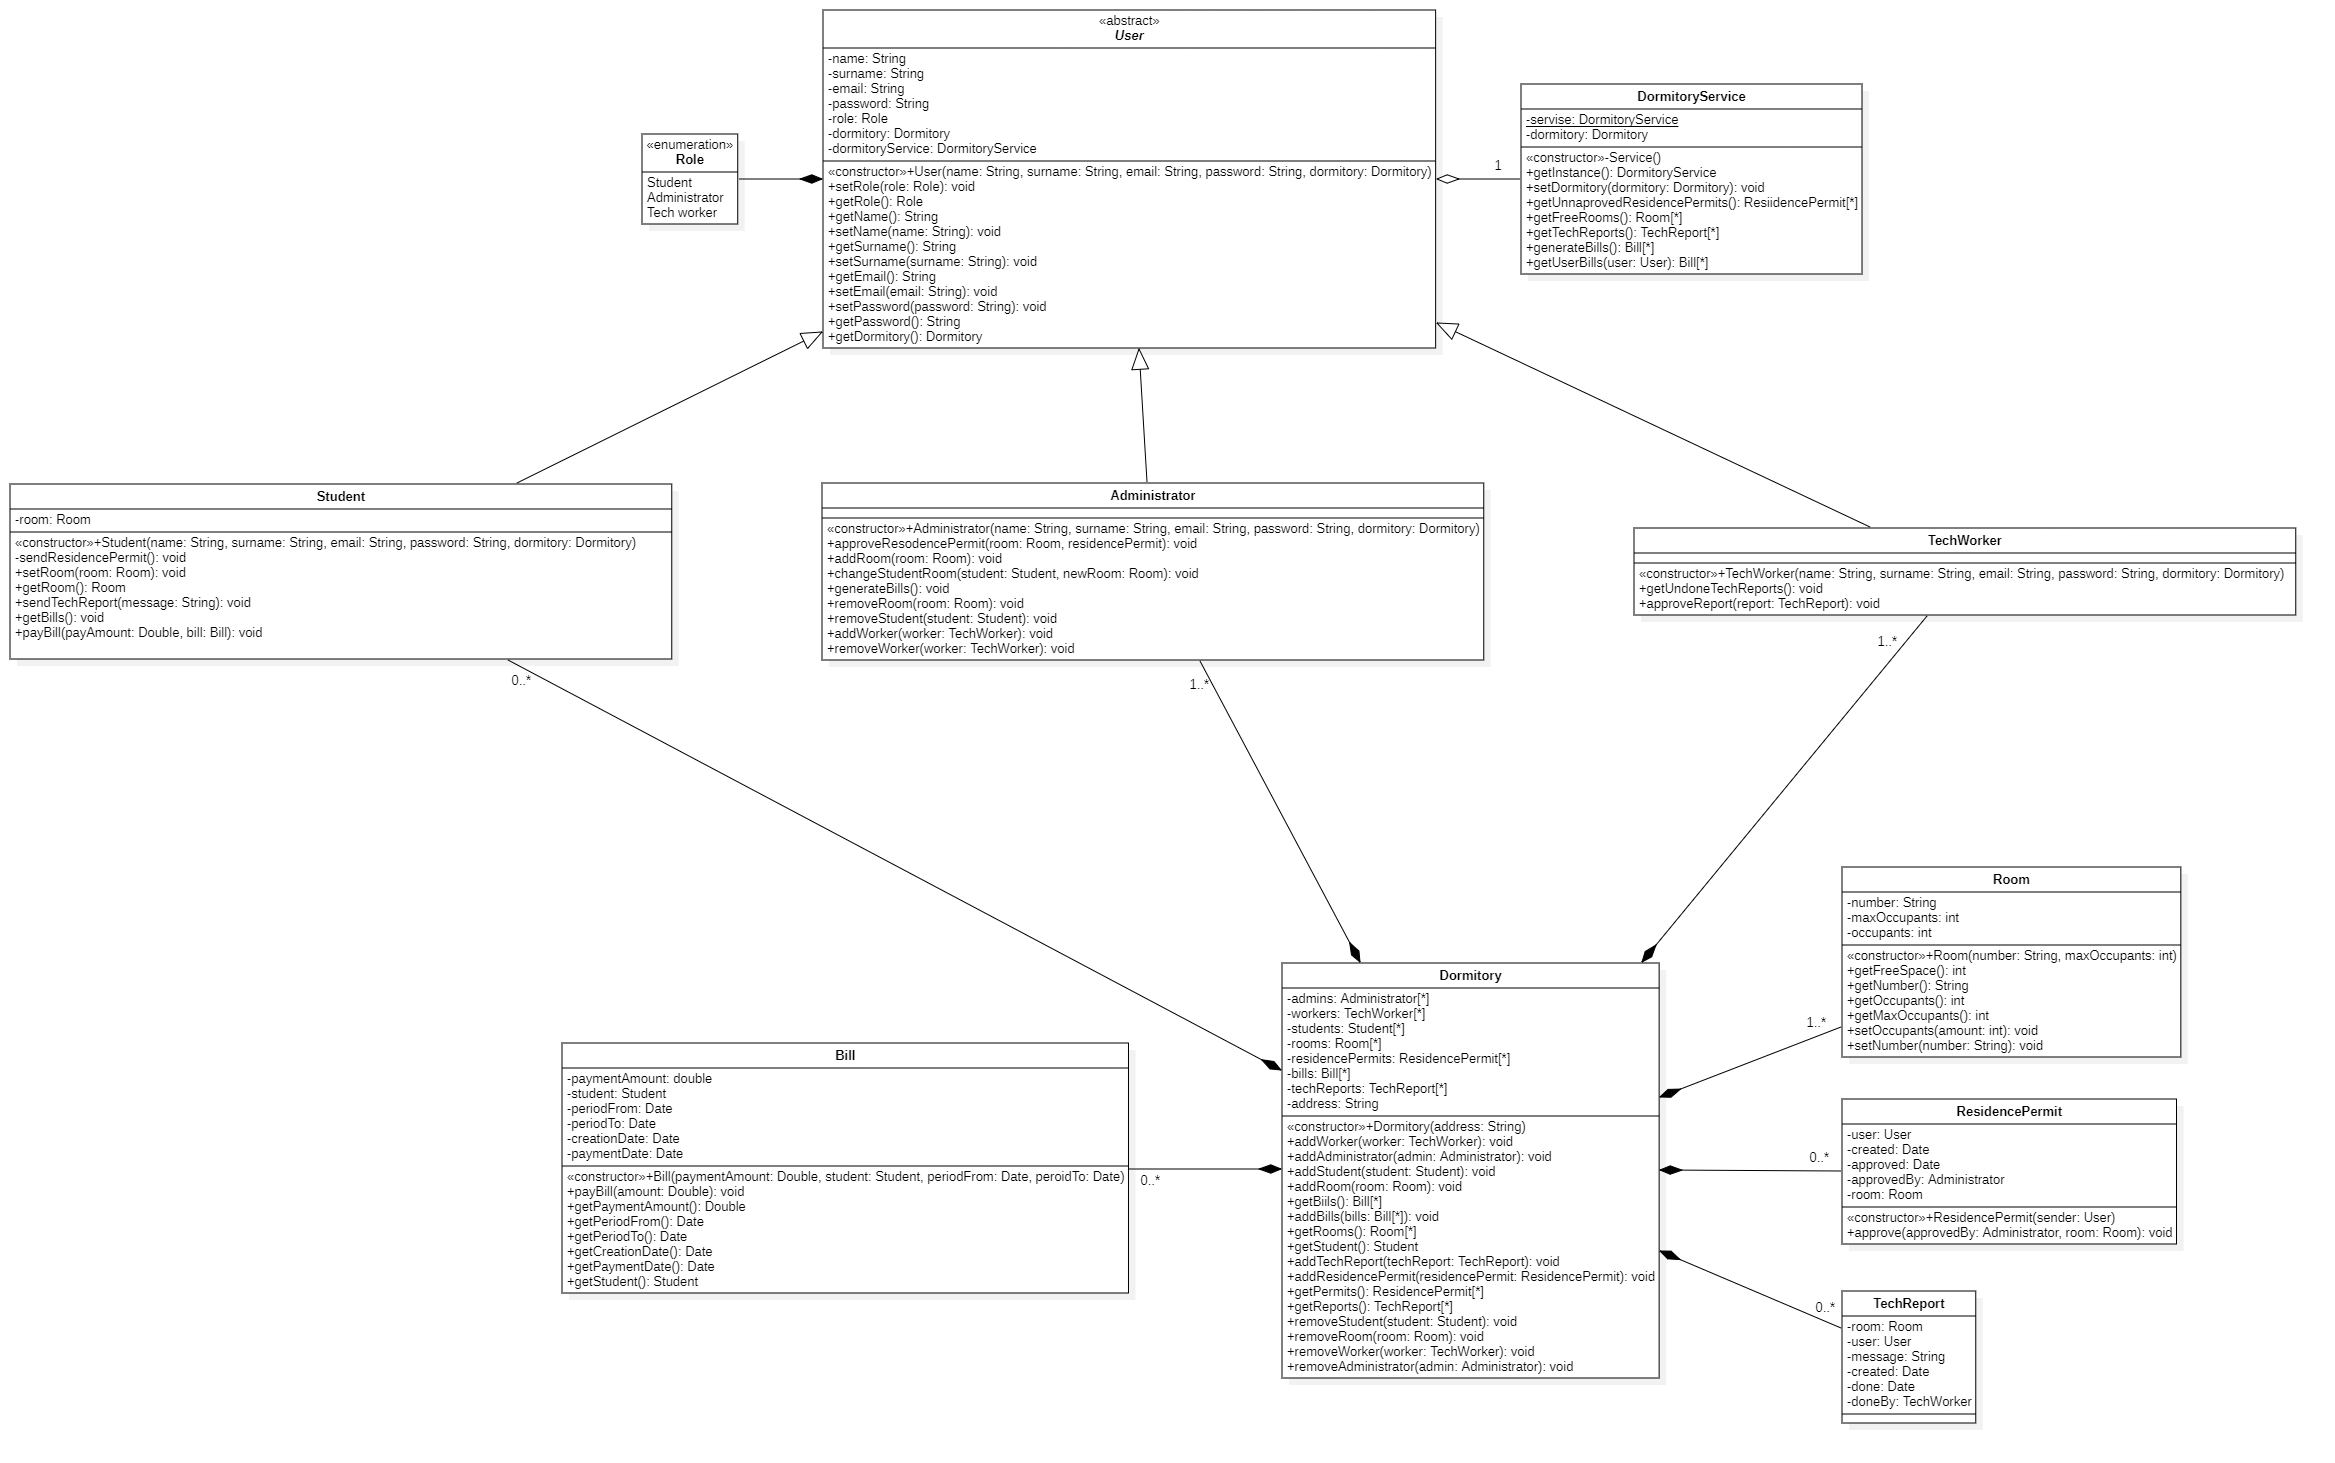 «abstract»
User
-name: String
-surname: String
-email: String
-password: String
-role: Role
-dormitory: Dormitory
-dormitoryService: DormitoryService
«constructor»+User(name: String, surname: String, email: String, password: String, dormitory: Dormitory)
+setRole(role: Role): void
+getRole(): Role
+getName(): String
+setName(name: String): void
+getSurname(): String
+setSurname(surname: String): void
+getEmail(): String
+setEmail(email: String): void
+setPassword(password: String): void
+getPassword(): String
+getDormitory(): Dormitory
«enumeration»
Role
Student
Administrator
Tech worker
1
DormitoryService
-servise: DormitoryService
-dormitory: Dormitory
«constructor»-Service()
+getInstance(): DormitoryService
+setDormitory(dormitory: Dormitory): void
+getUnnaprovedResidencePermits(): ResiidencePermit[*]
+getFreeRooms(): Room[*]
+getTechReports(): TechReport[*]
+generateBills(): Bill[*]
+getUserBills(user: User): Bill[*]
Student
-room: Room
«constructor»+Student(name: String, surname: String, email: String, password: String, dormitory: Dormitory)
-sendResidencePermit(): void
+setRoom(room: Room): void
+getRoom(): Room
+sendTechReport(message: String): void
+getBills(): void
+payBill(payAmount: Double, bill: Bill): void
0..*
Administrator
«constructor»+Administrator(name: String, surname: String, email: String, password: String, dormitory: Dormitory)
+approveResodencePermit(room: Room, residencePermit): void
+addRoom(room: Room): void
+changeStudentRoom(student: Student, newRoom: Room): void
+generateBills(): void
+removeRoom(room: Room): void
+removeStudent(student: Student): void
+addWorker(worker: TechWorker): void
+removeWorker(worker: TechWorker): void
1..*
TechWorker
«constructor»+TechWorker(name: String, surname: String, email: String, password: String, dormitory: Dormitory)
+getUndoneTechReports(): void
+approveReport(report: TechReport): void
1..*
Room
-number: String
-maxOccupants: int
-occupants: int
«constructor»+Room(number: String, maxOccupants: int)
+getFreeSpace(): int
+getNumber(): String
+getOccupants(): int
+getMaxOccupants(): int
+setOccupants(amount: int): void
+setNumber(number: String): void
1..*
Dormitory
-admins: Administrator[*]
-workers: TechWorker[*]
-students: Student[*]
-rooms: Room[*]
-residencePermits: ResidencePermit[*]
-bills: Bill[*]
-techReports: TechReport[*]
-address: String
«constructor»+Dormitory(address: String)
+addWorker(worker: TechWorker): void
+addAdministrator(admin: Administrator): void
+addStudent(student: Student): void
+addRoom(room: Room): void
+getBiils(): Bill[*]
+addBills(bills: Bill[*]): void
+getRooms(): Room[*]
+getStudent(): Student
+addTechReport(techReport: TechReport): void
+addResidencePermit(residencePermit: ResidencePermit): void
+getPermits(): ResidencePermit[*]
+getReports(): TechReport[*]
+removeStudent(student: Student): void
+removeRoom(room: Room): void
+removeWorker(worker: TechWorker): void
+removeAdministrator(admin: Administrator): void
Bill
-paymentAmount: double
-student: Student
-periodFrom: Date
-periodTo: Date
-creationDate: Date
-paymentDate: Date
«constructor»+Bill(paymentAmount: Double, student: Student, periodFrom: Date, peroidTo: Date)
+payBill(amount: Double): void
+getPaymentAmount(): Double
+getPeriodFrom(): Date
+getPeriodTo(): Date
+getCreationDate(): Date
+getPaymentDate(): Date
+getStudent(): Student
0..*
ResidencePermit
-user: User
-created: Date
-approved: Date
-approvedBy: Administrator
-room: Room
«constructor»+ResidencePermit(sender: User)
+approve(approvedBy: Administrator, room: Room): void
0..*
TechReport
-room: Room
-user: User
-message: String
-created: Date
-done: Date
-doneBy: TechWorker
0..*